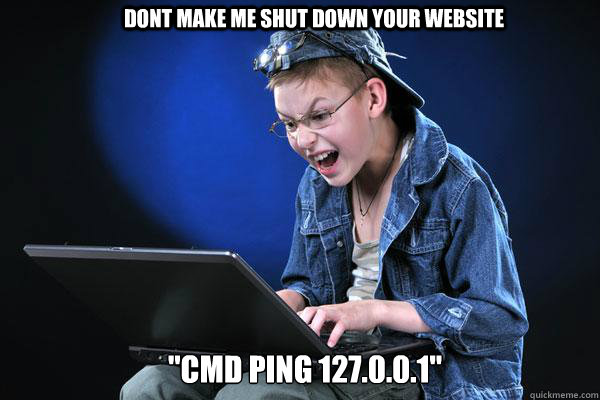 DONT MAKE ME SHUT DOWN YOUR WEBSITE
"CMD PING 127.0.0.1"
quickmeme.com